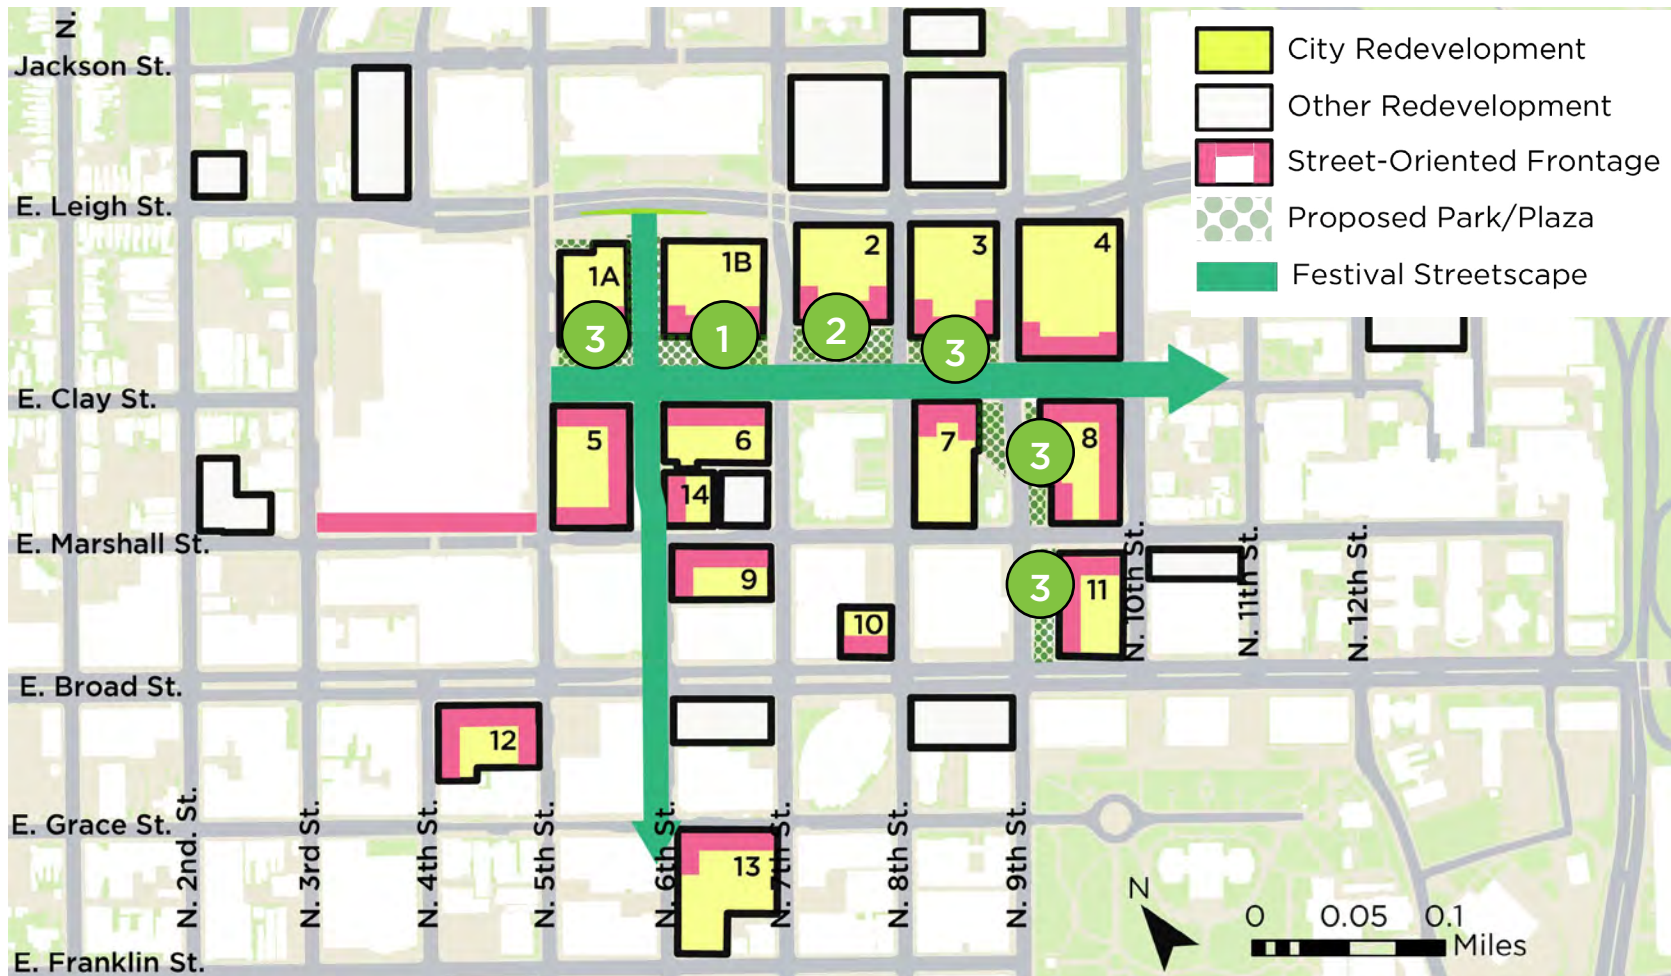 N.
Jackson St.
City Redevelopment
Other Redevelopment
Street-Oriented Frontage
E. Leigh St.
Proposed Park/Plaza
Festival Streetscape
1A
1B
2
3
4
3
1
2
3
E. Clay St.
5
6
7
8
3
14
E. Marshall St.
9
3
11
10
N. 10th St.
N. 11th St.
N. 12th St.
E. Broad St.
12
E. Grace St.
N. 2nd. St.
N. 3rd St.
N. 4th St.
N. 5th St.
N. 6th St.
N. 7th St.
N. 8th St.
N. 9th St.
13
N
0 0.05 0.1
Miles
E. Franklin St.